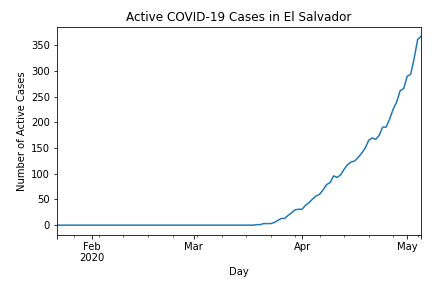 Active COVID-19 Cases in El Salvador
Number of Active Cases
350
300
250
200
150
100
50
0
Feb
2020
Mar
Apr
May
Day